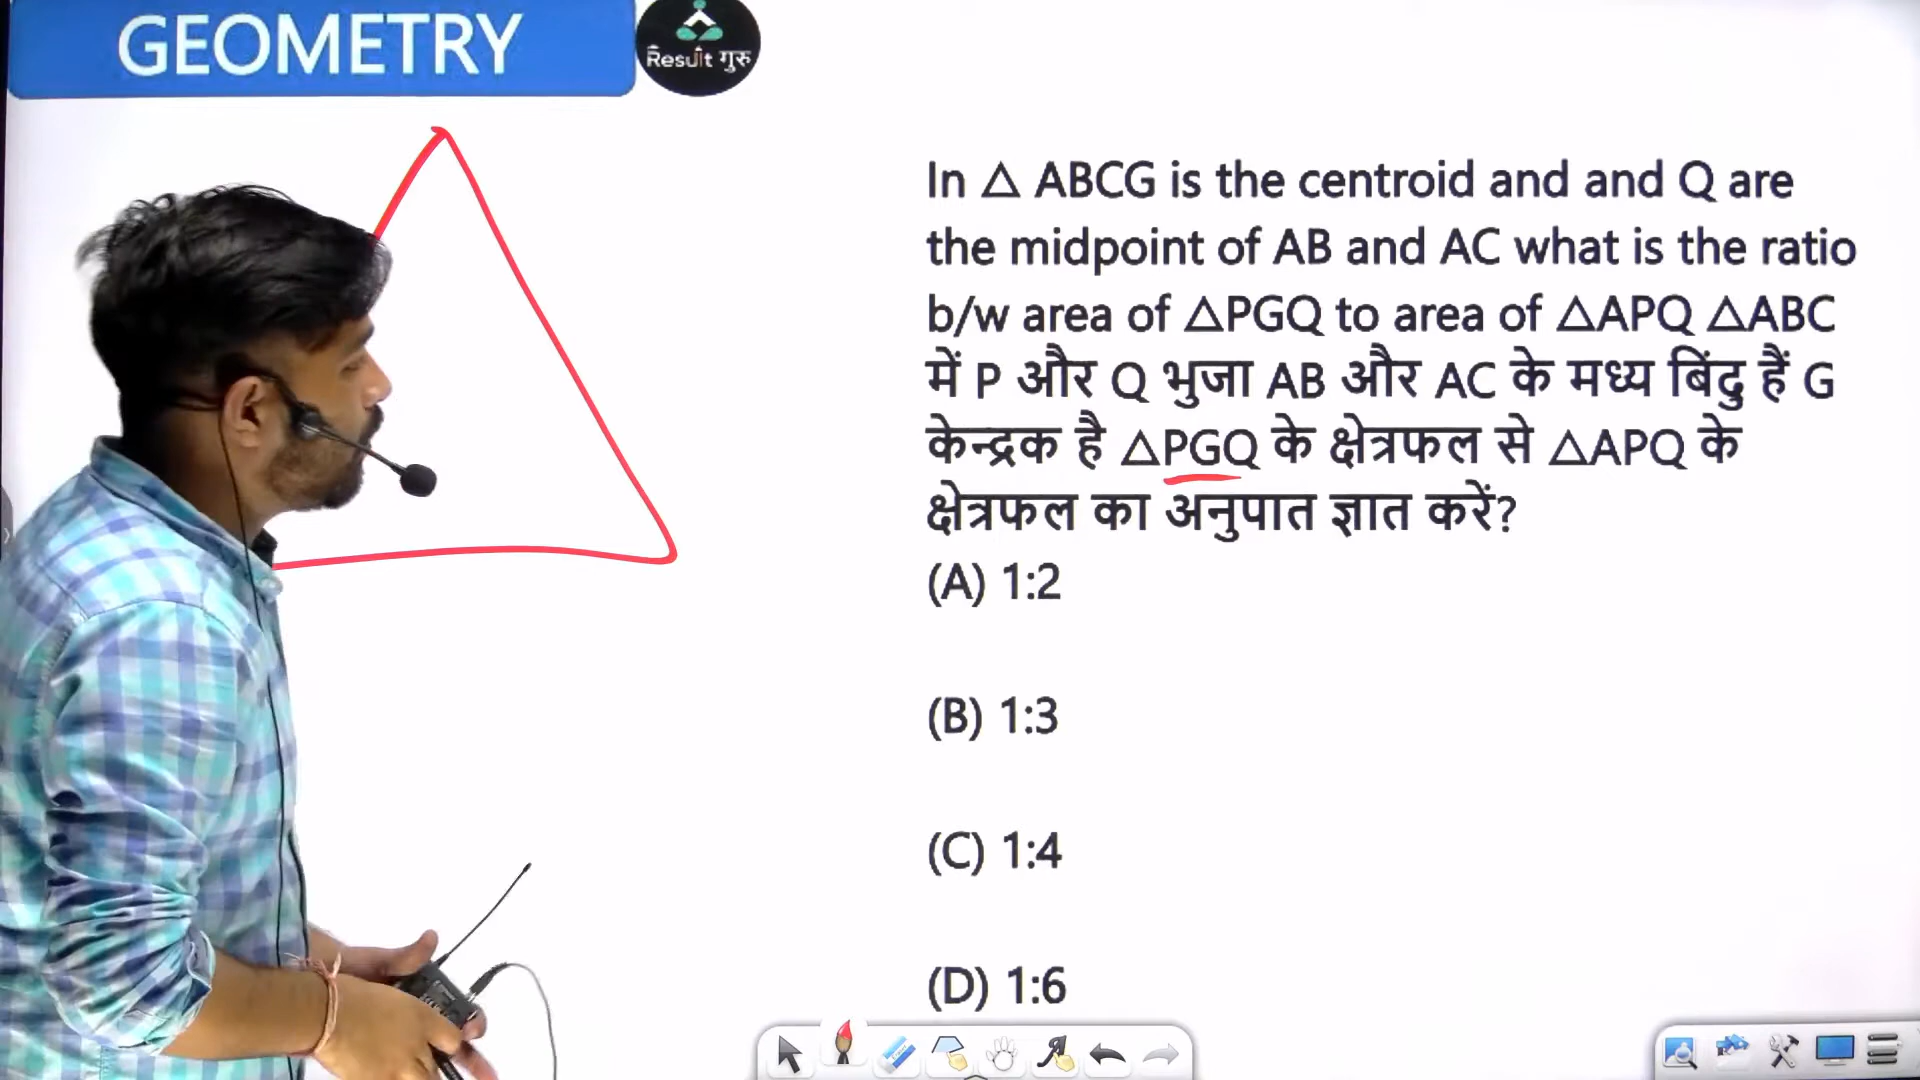 GEOMETRY
Result गुरु
In △ ABCG is the centroid and and Q are
the midpoint of AB and AC what is the ratio
b/w area of △PGQ to area of △APQ △ABC
में P और Q भुजा AB और AC के मध्य बिंदु हैं G
केन्द्रक है △PGQ के क्षेत्रफल से △APQ के
क्षेत्रफल का अनुपात ज्ञात करें?
(A) 1:2
(B) 1:3
(C) 1:4
(D) 1:6